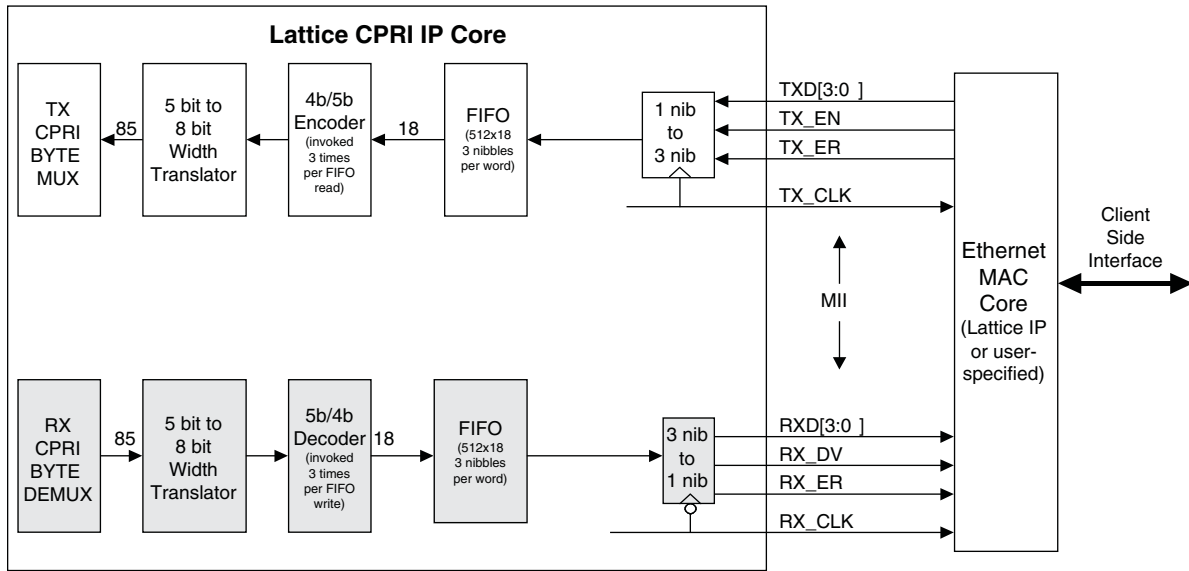 Lattice CPRI IP Core
TX
CPRI
BYTE
MUX
85
5 bit to
8 bit
Width
Translator
4b/5b
Encoder
(invoked
3 times
per FIFO
read)
18
FIFO
(512x18
3 nibbles
per word)
1 nib
to
3 nib
TXD[3:0 ]
TX_EN
TX_ER
TX_CLK
MII
Ethernet
MAC
Core
(Lattice IP
or user-
specified)
Client
Side
Interface
RX
CPRI
BYTE
DEMUX
85
5 bit to
8 bit
Width
Translator
5b/4b
Decoder
(invoked
3 times
per FIFO
write)
18
FIFO
(512x18
3 nibbles
per word)
3 nib
to
1 nib
RXD[3:0 ]
RX_DV
RX_ER
RX_CLK